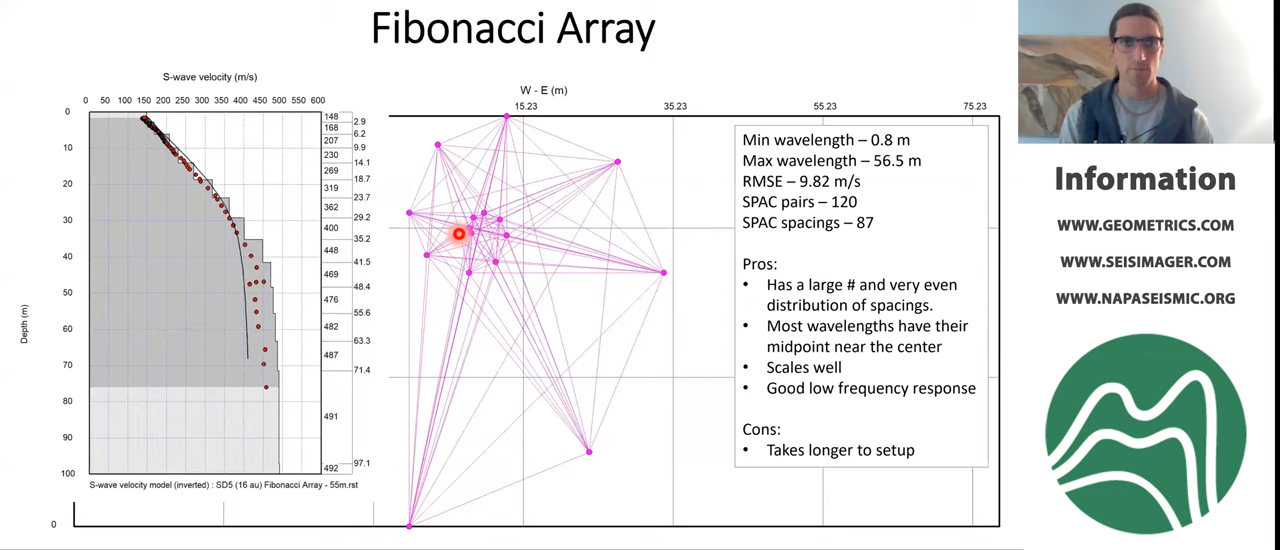 Fibonacci Array
S-wave velocity (m/s)
0 50 100 150 200 250 300 350 400 450 500 550 600
0
10
20
30
40
50
60
70
80
90
100
Depth (m)
148
168
207
230
269
319
362
400
448
469
476
482
487
491
492
2.9
6.2
9.9
14.1
18.7
23.7
29.2
35.2
41.5
48.4
55.6
63.3
71.4
97.1
S-wave velocity model (inverted) : SD5 (16 au) Fibonacci Array - 55m.rst
0
W - E (m)
15.23 35.23 55.23 75.23
Min wavelength – 0.8 m
Max wavelength – 56.5 m
RMSE – 9.82 m/s
SPAC pairs – 120
SPAC spacings – 87
Pros:
• Has a large # and very even
distribution of spacings.
• Most wavelengths have their
midpoint near the center
• Scales well
• Good low frequency response
Cons:
• Takes longer to setup
Information
WWW.GEOMETRICS.COM
WWW.SEISIMAGER.COM
WWW.NAPASEISMIC.ORG